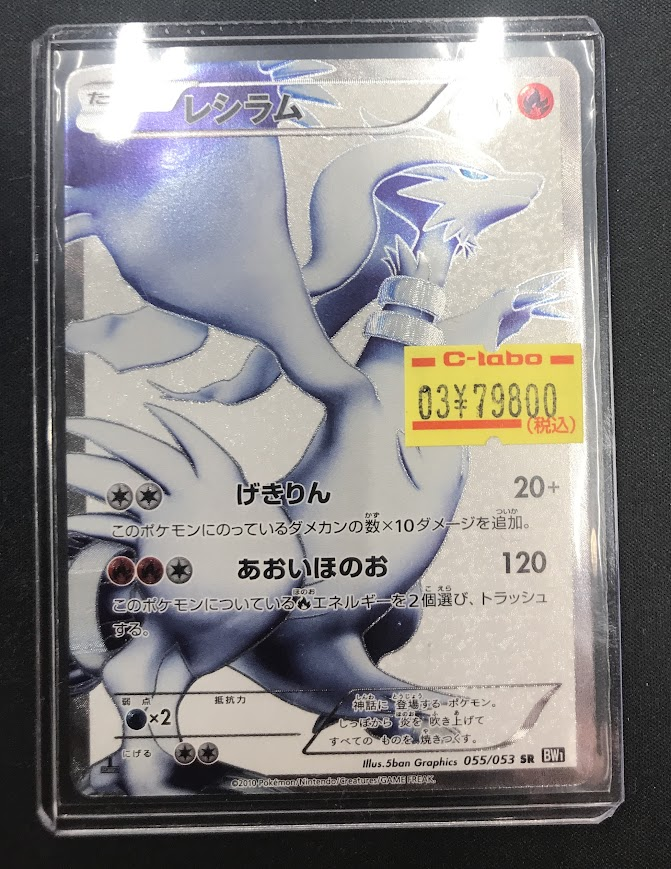 た
レシラム
C-labo
03¥79800
(税込)
げきりん 20+
このポケモンにのっているダメカンの数×10ダメージを追加。
あおいほのお 120
このポケモンについているエネルギーを2個選び、トラッシュ
する。
弱点 抵抗力
×2
にげる
神話に登場するポケモン。
しっぽから炎を吹き上げて
すべてのものを焼きつくす。
Illus.5ban Graphics 055/053 SR BW1
©2010 Pokémon/Nintendo/Creatures/GAME FREAK.